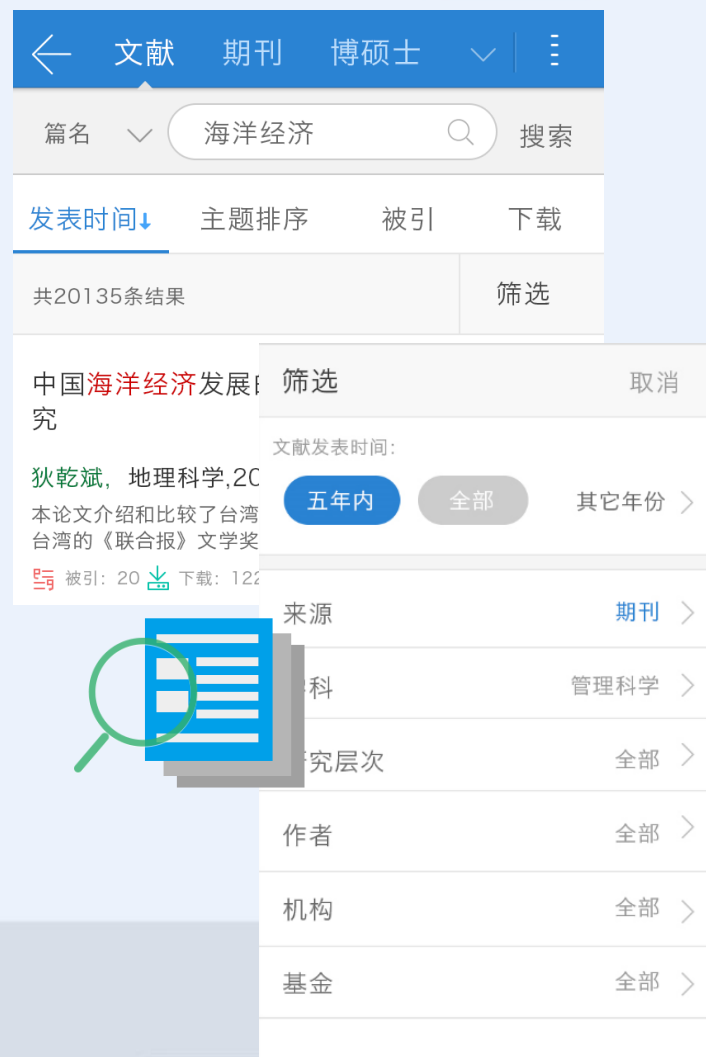 文献 期刊 博硕士
篇名 海洋经济 搜索
发表时间↓ 主题排序 被引 下载
共20135条结果 筛选
中国海洋经济发展
究
狄乾斌, 地理科学,20
本论文介绍和比较了台湾
台湾的《联合报》文学奖
被引: 20 下载: 122
筛选 取消
文献发表时间:
五年内 全部 其它年份
来源 期刊
科 管理科学
究层次 全部
作者 全部
机构 全部
基金 全部